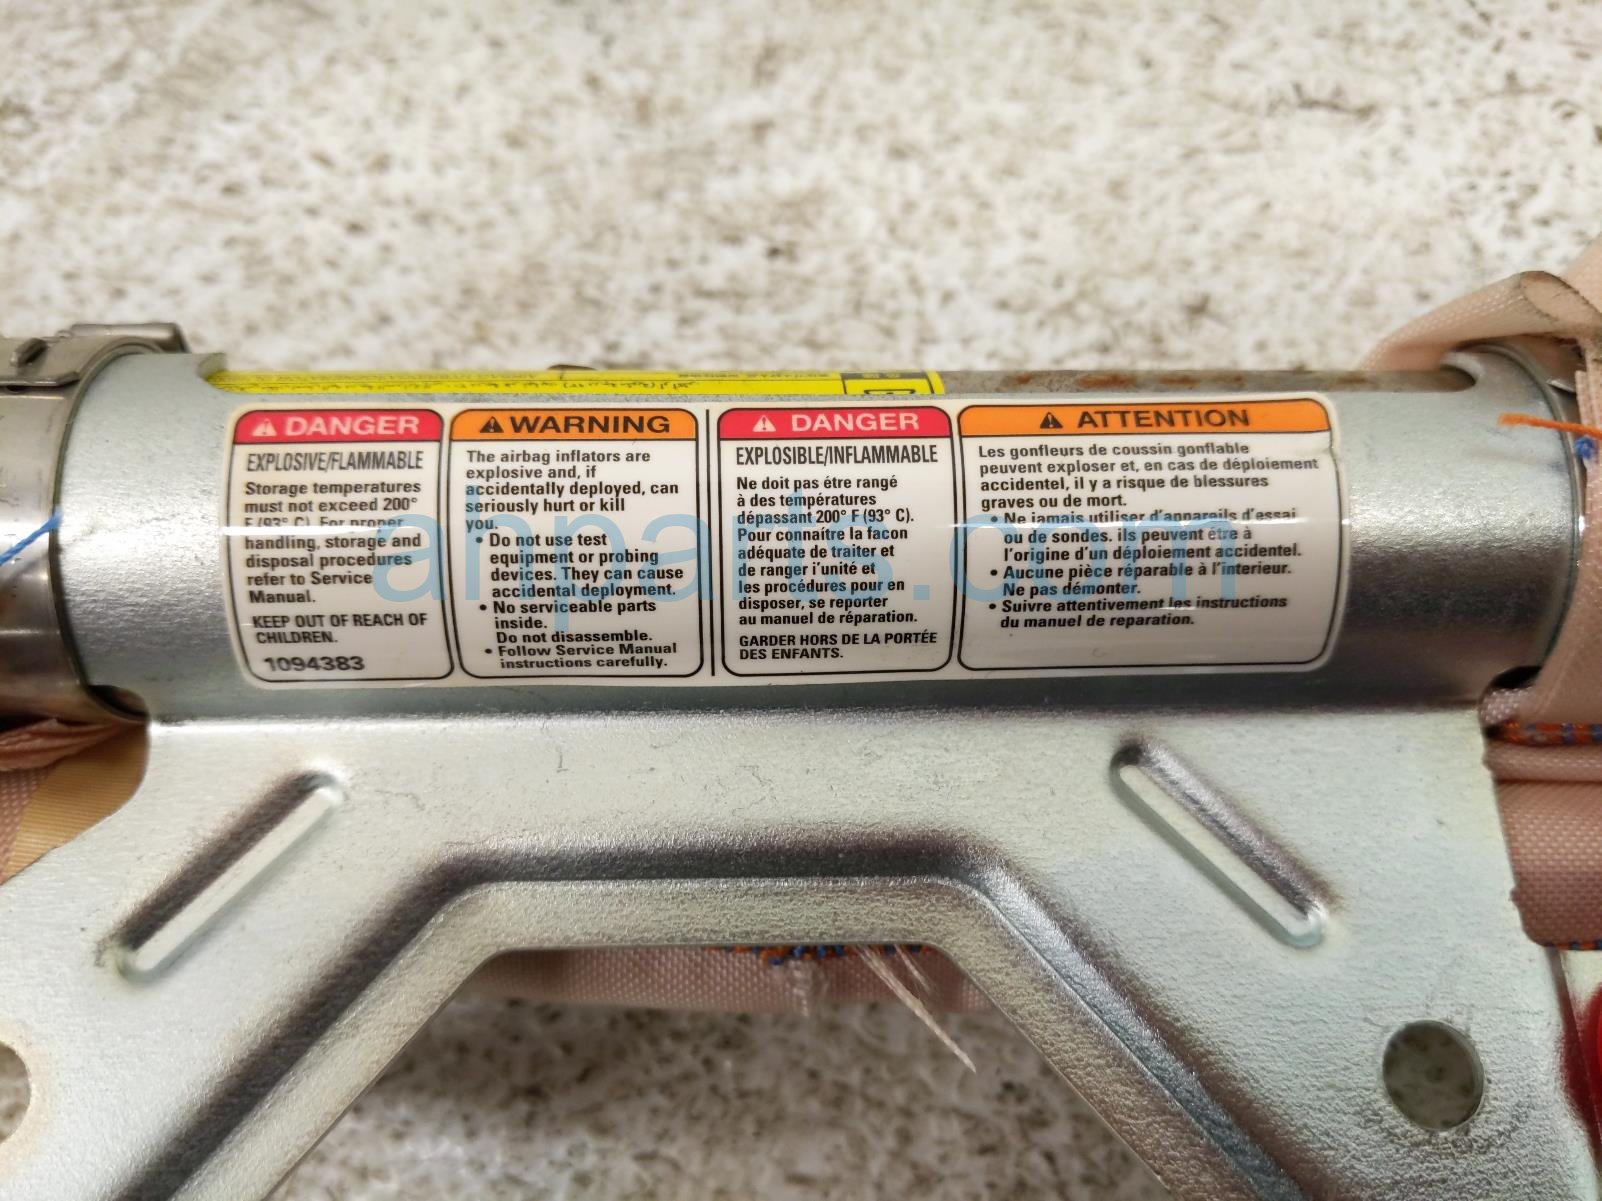 DANGER
EXPLOSIVE/FLAMMABLE
Storage temperatures
must not exceed 200°
F (93° C). For proper
handling, storage and
disposal procedures
refer to Service
Manual.
KEEP OUT OF REACH OF
CHILDREN.
1094383
WARNING
The airbag inflators are
explosive and, if
accidentally deployed, can
seriously hurt or kill
you.
• Do not use test
equipment or probing
devices. They can cause
accidental deployment.
• No serviceable parts
inside.
Do not disassemble.
• Follow Service Manual
instructions carefully.
DANGER
EXPLOSIBLE/INFLAMMABLE
Ne doit pas étre rangé
à des températures
dépassant 200° F (93° C).
Pour connaître la facon
adéquate de traiter et
de ranger i'unité et
les procédures pour en
disposer, se reporter
au manuel de réparation.
GARDER HORS DE LA PORTÉE
DES ENFANTS.
ATTENTION
Les gonfleurs de coussin gonflable
peuvent exploser et, en cas de déploiement
accidentel, il y a risque de blessures
graves ou de mort.
• Ne jamais utiliser d'appareils d'essai
ou de sondes. ils peuvent être à
l'origine d'un déploiement accidentel.
• Aucune pièce réparable à l'interieur.
Ne pas démonter.
• Suivre attentivement les instructions
du manuel de reparation.
ahparts.com